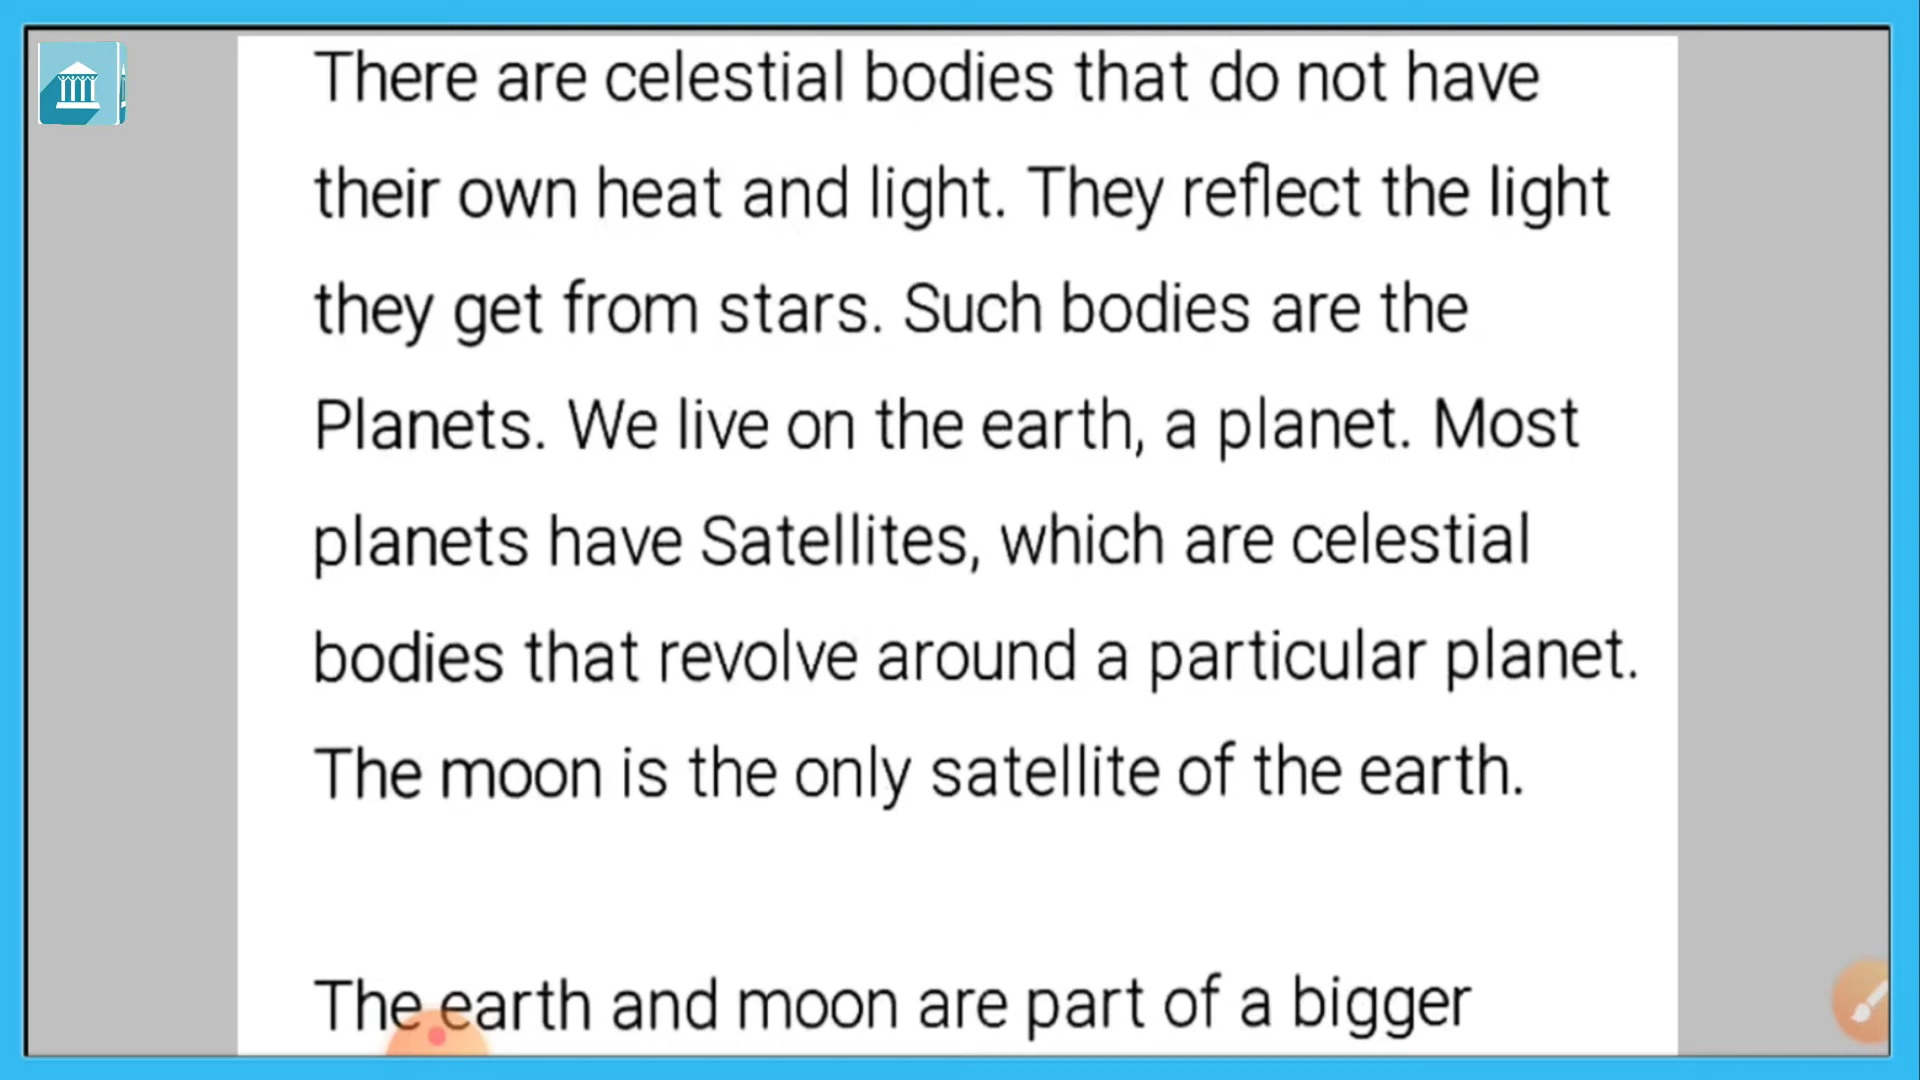 There are celestial bodies that do not have
their own heat and light. They reflect the light
they get from stars. Such bodies are the
Planets. We live on the earth, a planet. Most
planets have Satellites, which are celestial
bodies that revolve around a particular planet.
The moon is the only satellite of the earth.
The earth and moon are part of a bigger